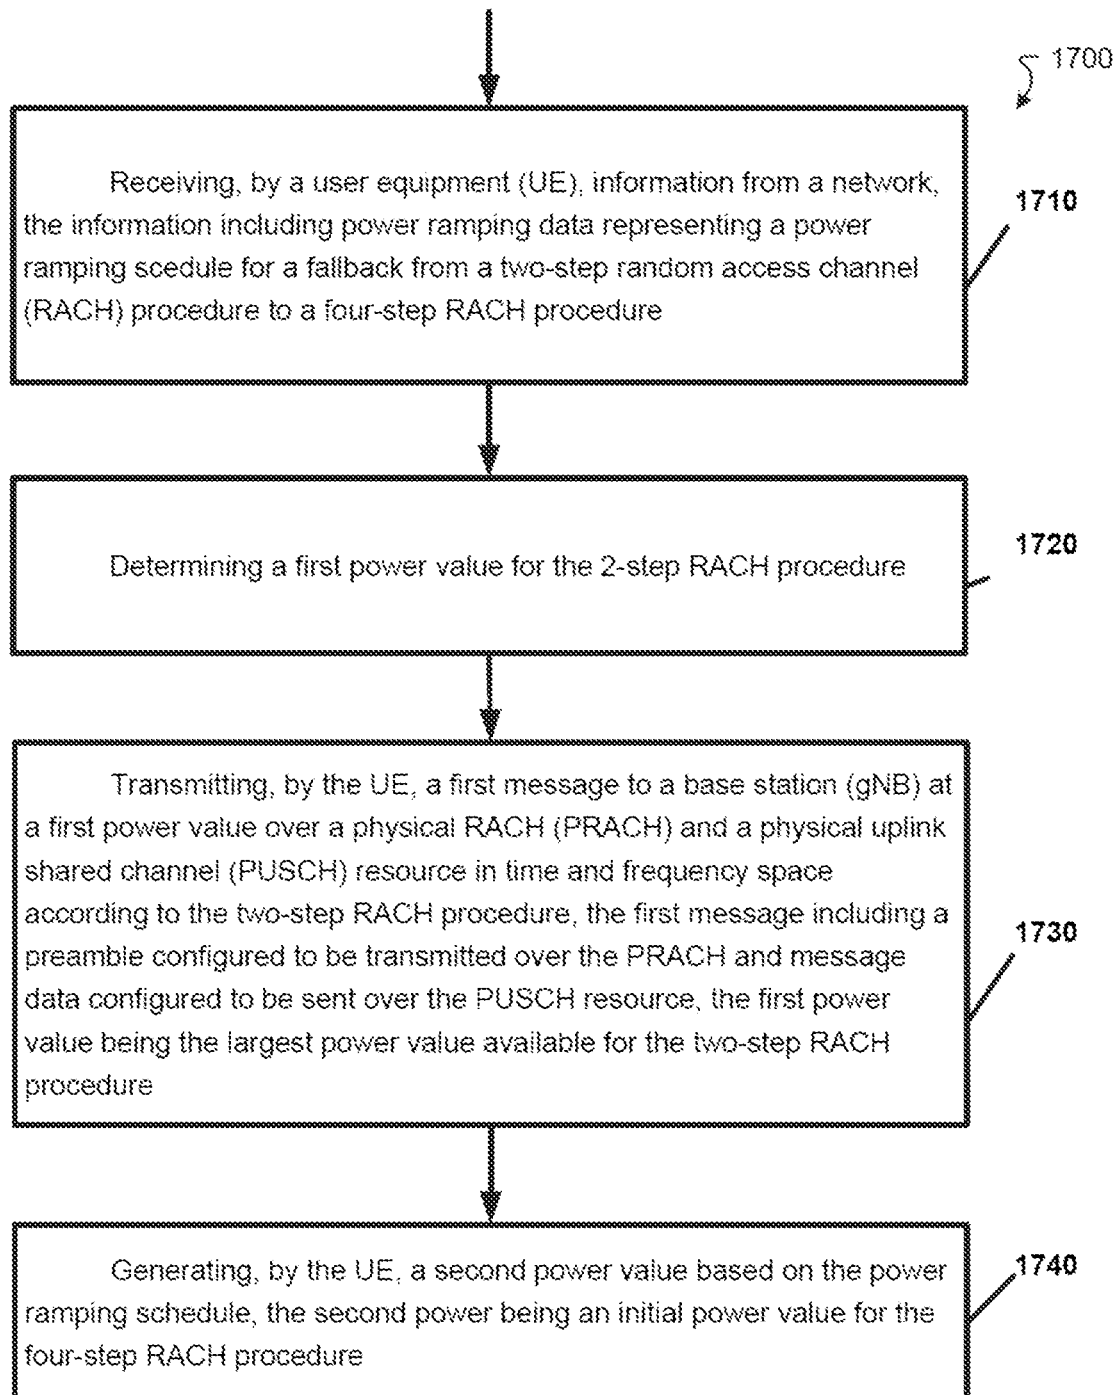 1700
Receiving, by a user equipment (UE), information from a network,
the information including power ramping data representing a power
ramping scedule for a fallback from a two-step random access channel
(RACH) procedure to a four-step RACH procedure
1710
Determining a first power value for the 2-step RACH procedure
1720
Transmitting, by the UE, a first message to a base station (gNB) at
a first power value over a physical RACH (PRACH) and a physical uplink
shared channel (PUSCH) resource in time and frequency space
according to the two-step RACH procedure, the first message including a
preamble configured to be transmitted over the PRACH and message
data configured to be sent over the PUSCH resource, the first power
value being the largest power value available for the two-step RACH
procedure
1730
Generating, by the UE, a second power value based on the power
ramping schedule, the second power being an initial power value for the
four-step RACH procedure
1740